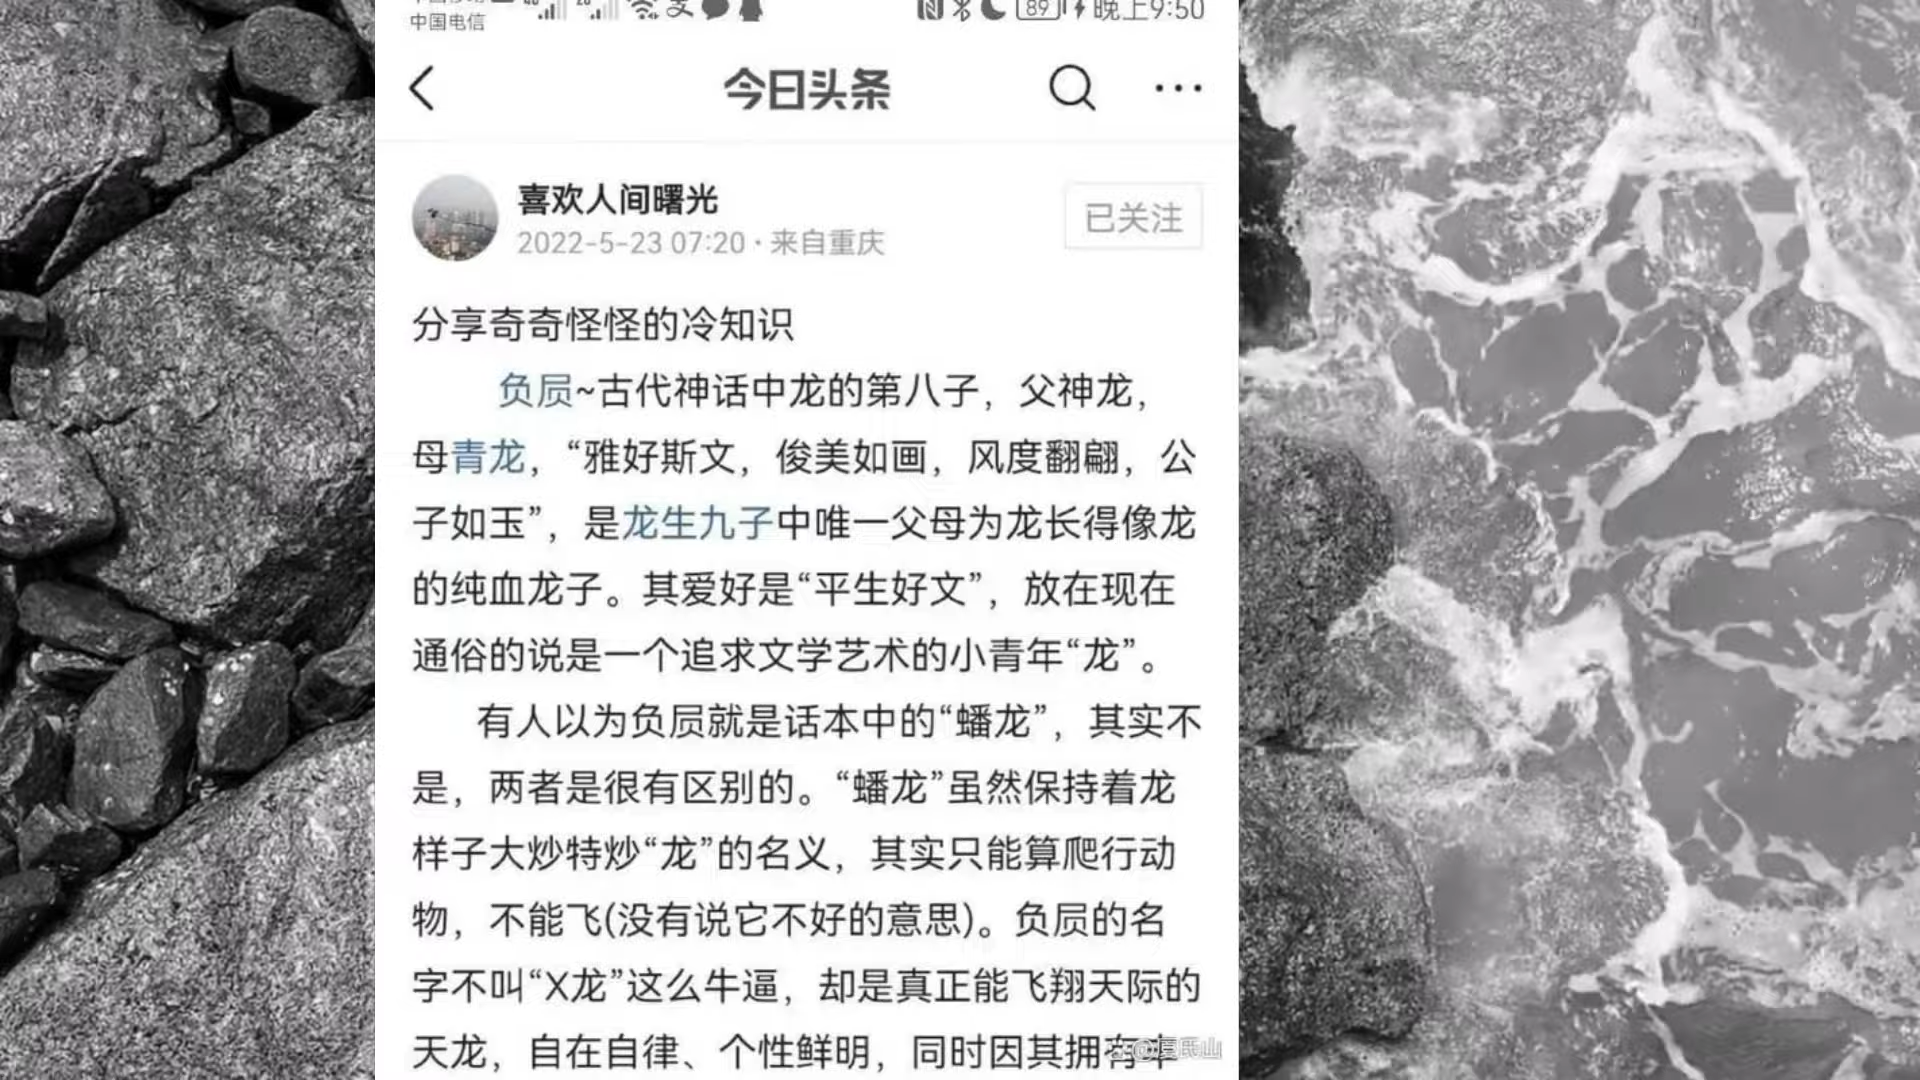 中国电信
89 晚上9:50
今日头条
喜欢人间曙光
2022-5-23 07:20 · 来自重庆
已关注
分享奇奇怪怪的冷知识
负屃~古代神话中龙的第八子，父神龙，
母青龙，“雅好斯文，俊美如画，风度翩翩，公
子如玉”，是龙生九子中唯一父母为龙长得像龙
的纯血龙子。其爱好是“平生好文”，放在现在
通俗的说是一个追求文学艺术的小青年“龙”。
有人以为负屃就是话本中的“蟠龙”，其实不
是，两者是很有区别的。“蟠龙”虽然保持着龙
样子大炒特炒“龙”的名义，其实只能算爬行动
物，不能飞(没有说它不好的意思)。负屃的名
字不叫“X龙”这么牛逼，却是真正能飞翔天际的
天龙，自在自律、个性鲜明，同时因其拥有